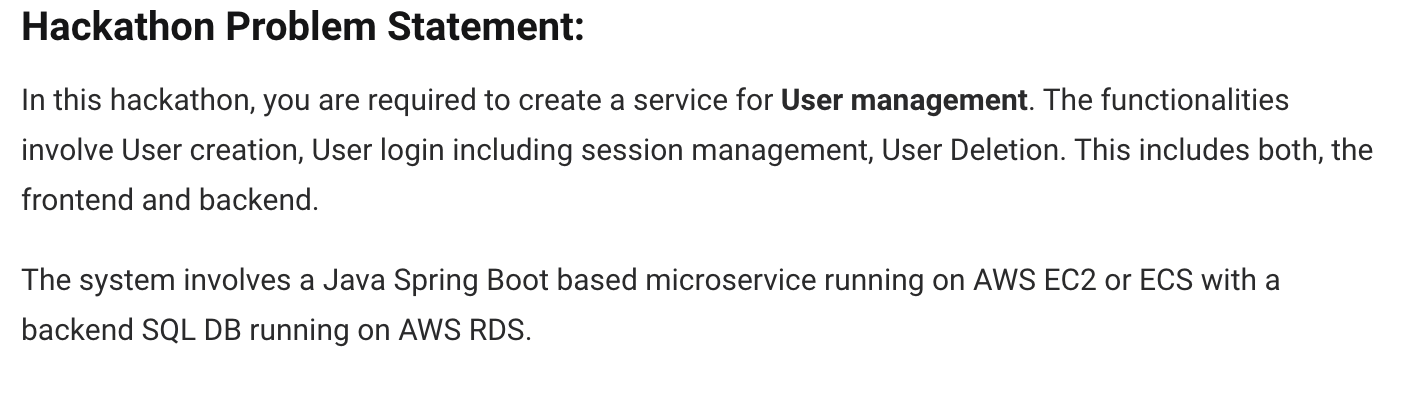 Hackathon Problem Statement:
In this hackathon, you are required to create a service for User management. The functionalities
involve User creation, User login including session management, User Deletion. This includes both, the
frontend and backend.
The system involves a Java Spring Boot based microservice running on AWS EC2 or ECS with a
backend SQL DB running on AWS RDS.